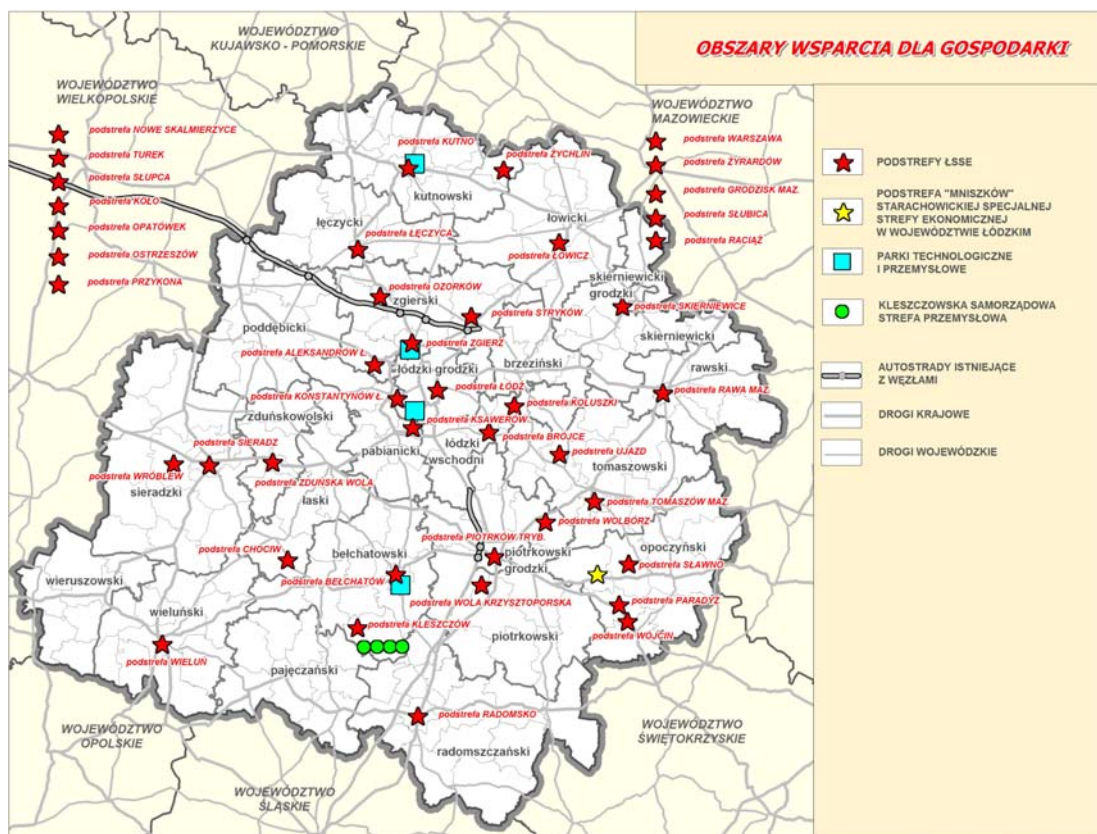 OBSZARY WSPARCIA DLA GOSPODARKI
WOJEWÓDZTWO
KUJAWSKO - POMORSKIE
WOJEWÓDZTWO
WIELKOPOLSKIE
WOJEWÓDZTWO
MAZOWIECKIE
podstrefa NOWE SKALMIERZYCE
podstrefa TUREK
podstrefa SŁUPCA
podstrefa KOŁO
podstrefa OPATÓWEK
podstrefa OSTRZESZÓW
podstrefa PRZYKONA
podstrefa WARSZAWA
podstrefa ŻYRARDÓW
podstrefa GRODZISK MAZ.
podstrefa SŁUBICA
podstrefa RACIĄŻ
podstrefa KUTNO
podstrefa ŻYCHLIN
kutnowski
łęczycki
łowicki
podstrefa ŁĘCZYCA
podstrefa ŁOWICZ
skierniewicki
grodzki
podstrefa OZORKÓW
zgierski
podstrefa SKIERNIEWICE
podstrefa STRYKÓW
poddębicki
skierniewicki
podstrefa ZGIERZ
podstrefa ALEKSANDRÓW Ł.
brzeziński
łódzki grodzki
rawski
podstrefa ŁÓDŹ
podstrefa RAWA MAZ.
podstrefa KONSTANTYNÓW Ł.
podstrefa KOLUSZKI
zduńskowolski
podstrefa KSAWERÓW
podstrefa BRÓJCE
podstrefa SIERADZ
pabianicki
łódzki
wschodni
podstrefa UJAZD
tomaszowski
podstrefa WRÓBLEW
podstrefa ZDUŃSKA WOLA
sieradzki
łaski
podstrefa TOMASZÓW MAZ.
podstrefa WOLBÓRZ
podstrefa PIOTRKÓW TRYB.
podstrefa CHOCIW
bełchatowski
piotrkowski
grodzki
opoczyński
podstrefa SŁAWNO
wieruszowski
podstrefa BEŁCHATÓW
podstrefa WOLA KRZYSZTOPORSKA
podstrefa PARADYŻ
wieluński
podstrefa KLESZCZÓW
podstrefa WÓJCIN
piotrkowski
podstrefa WIELUŃ
pajęczański
podstrefa RADOMSKO
radomszczański
WOJEWÓDZTWO
OPOLSKIE
WOJEWÓDZTWO
ŚLĄSKIE
WOJEWÓDZTWO
ŚWIĘTOKRZYSKIE
PODSTREFY ŁSSE
PODSTREFA "MNISZKÓW"
STARACHOWICKIEJ SPECJALNEJ
STREFY EKONOMICZNEJ
W WOJEWÓDZTWIE ŁÓDZKIM
PARKI TECHNOLOGICZNE
I PRZEMYSŁOWE
KLESZCZOWSKA SAMORZĄDOWA
STREFA PRZEMYSŁOWA
AUTOSTRADY ISTNIEJĄCE
Z WĘZŁAMI
DROGI KRAJOWE
DROGI WOJEWÓDZKIE